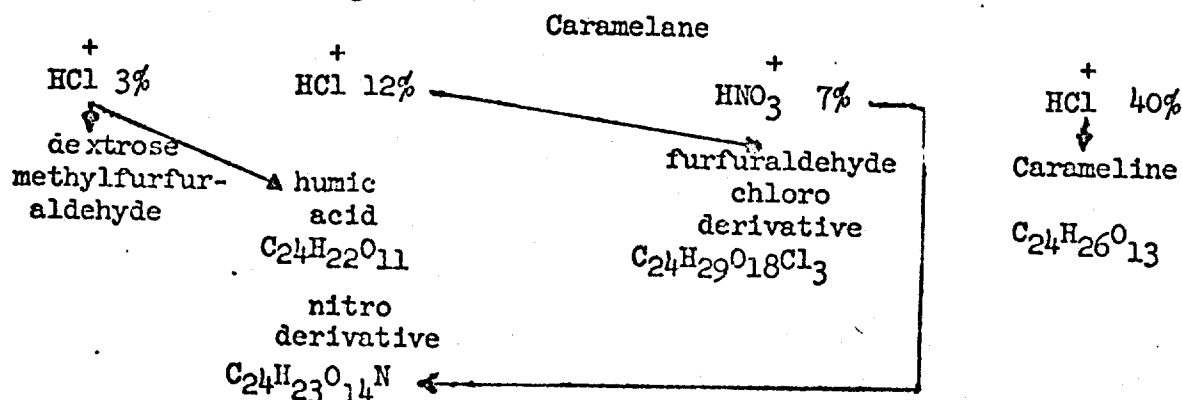 Caramelane
+
HCl 3%
+
HCl 12%
+
HNO3 7%
+
HCl 40%
dextrose
methylfurfur-
aldehyde
humic
acid
C24H22O11
furfuraldehyde
chloro
derivative
C24H29O18Cl3
Carameline
C24H26O13
nitro
derivative
C24H23O14N